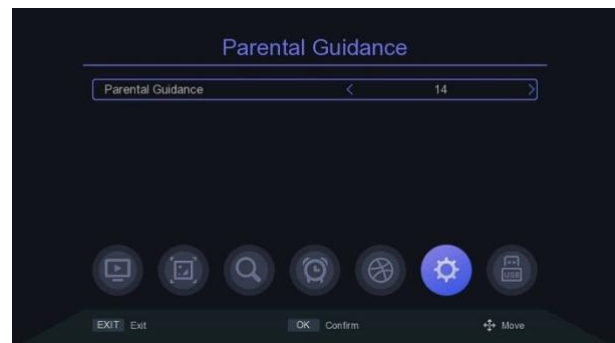 Parental Guidance
Parental Guidance < 14 >
USB
EXIT Exit OK Confirm Move